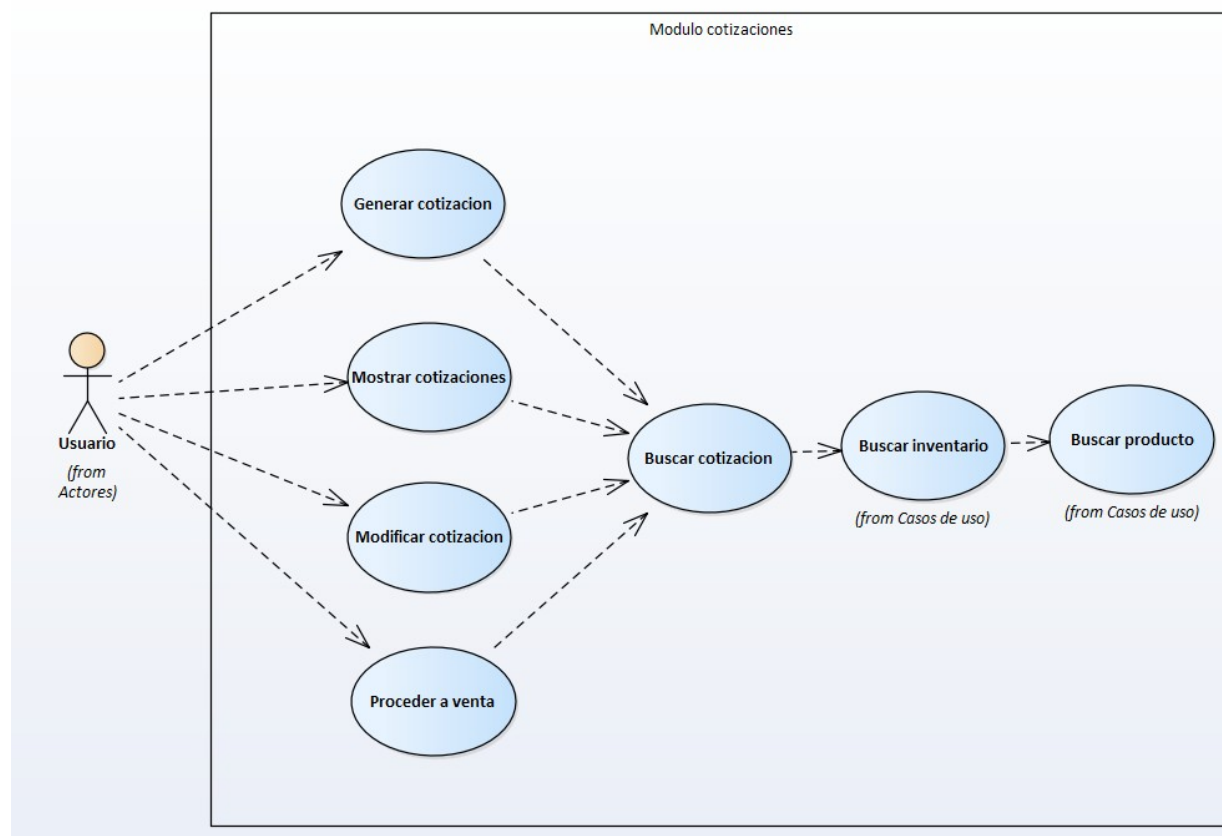 Modulo cotizaciones
Generar cotizacion
Mostrar cotizaciones
Usuario
(from
Actores)
Modificar cotizacion
Proceder a venta
Buscar cotizacion
Buscar inventario
(from Casos de uso)
Buscar producto
(from Casos de uso)